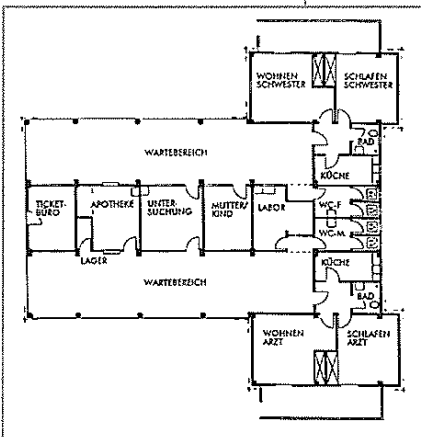 WOHNEN
SCHWESTER
SCHLAFEN
SCHWESTER
BAD
WARTEBEREICH
KÜCHE
TICKET-
BÜRO
APOTHEKE
UNTER-
SUCHUNG
MUTTER/
KIND
LABOR
WC-F
WC-M
LAGER
KÜCHE
WARTEBEREICH
BAD
WOHNEN
ARZT
SCHLAFEN
ARZT